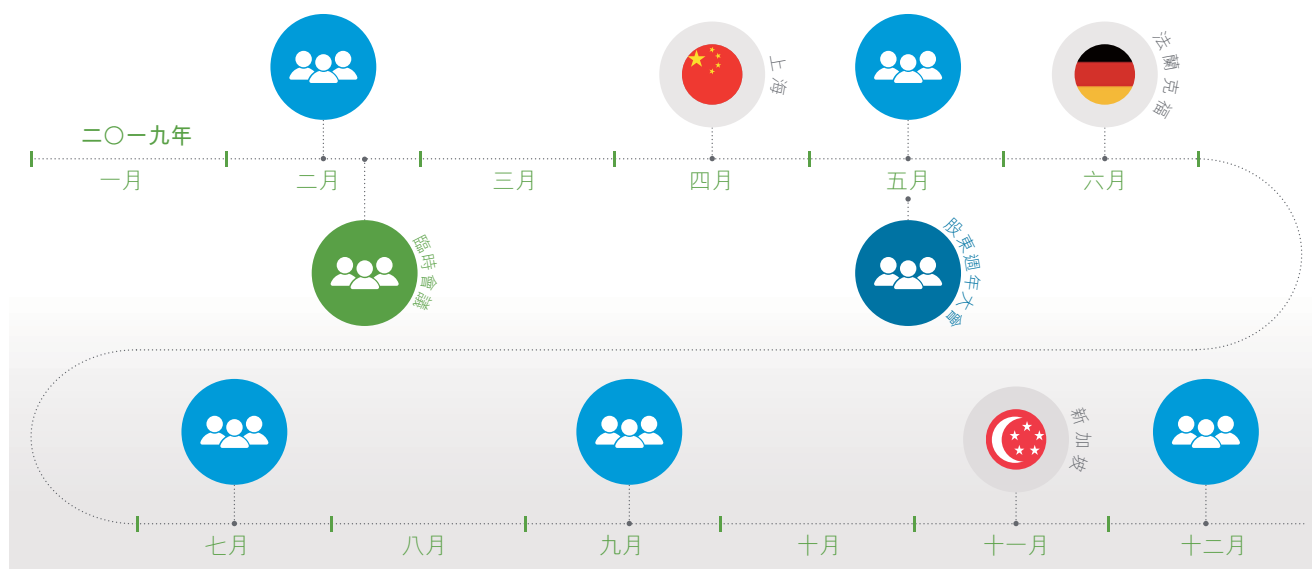 上海
法蘭克福
二〇一九年
一月
二月
三月
四月
五月
六月
臨時會議
股東週年大會
新加坡
七月
八月
九月
十月
十一月
十二月